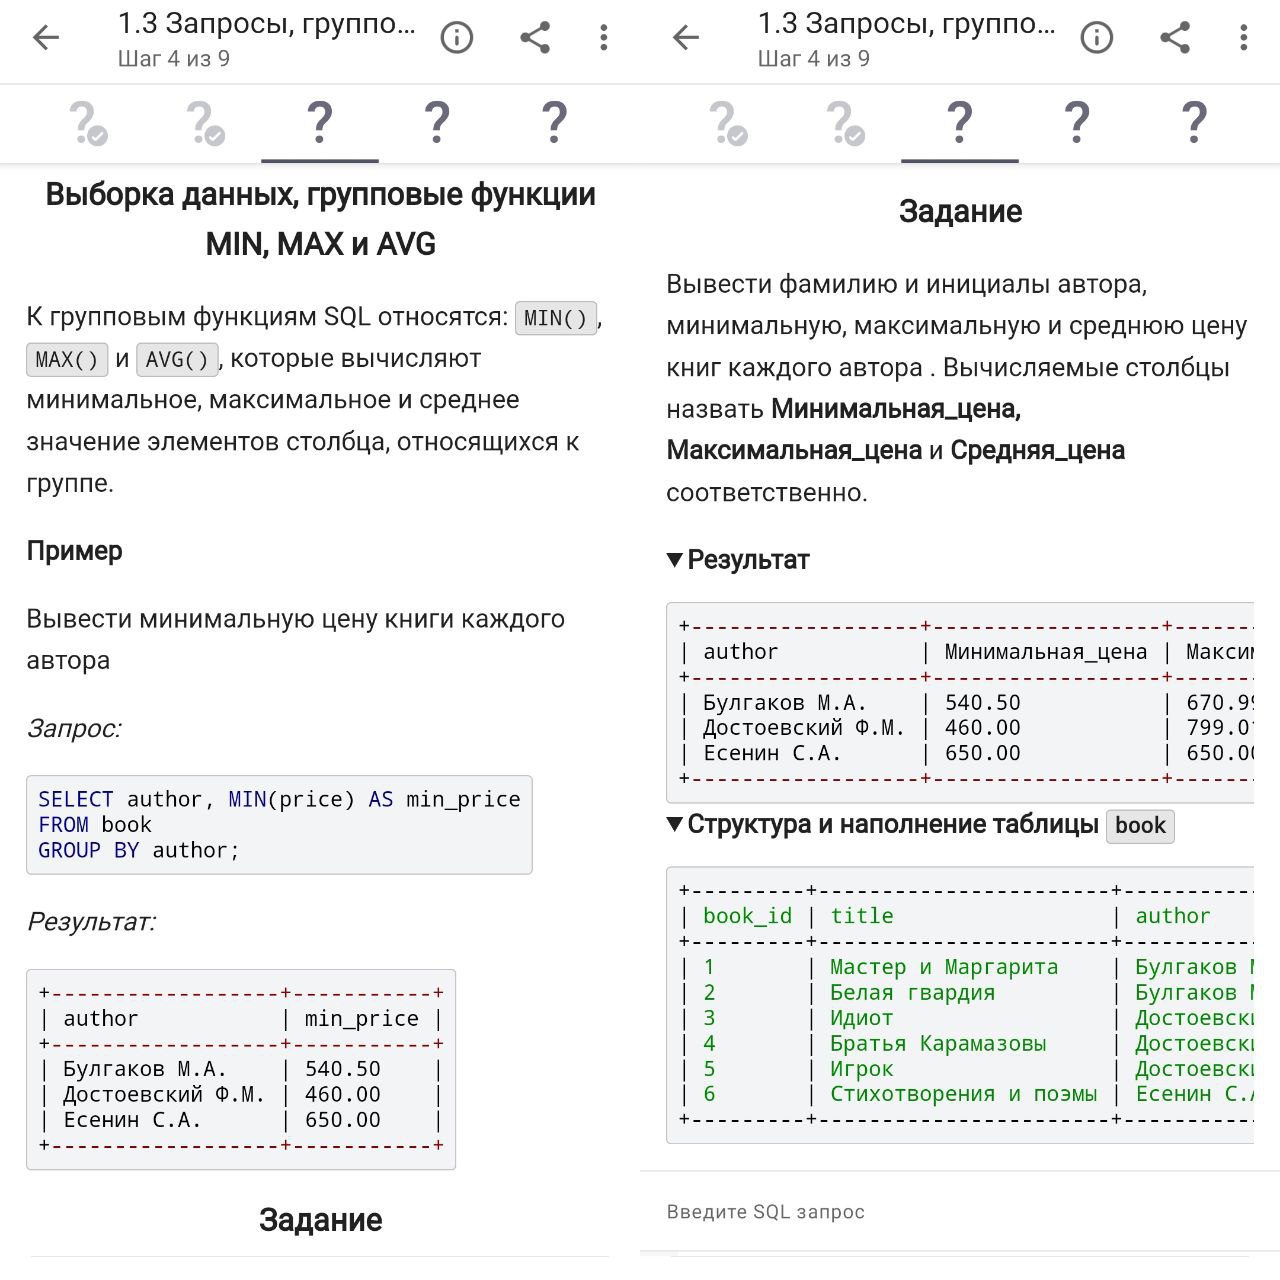 1.3 Запросы, группо...
Шаг 4 из 9
Выборка данных, групповые функции
MIN, MAX и AVG
К групповым функциям SQL относятся: MIN(),
MAX() и AVG(), которые вычисляют
минимальное, максимальное и среднее
значение элементов столбца, относящихся к
группе.
Пример
Вывести минимальную цену книги каждого
автора
Запрос:
SELECT author, MIN(price) AS min_price
FROM book
GROUP BY author;
Результат:
+------------------+-----------+
| author           | min_price |
+------------------+-----------+
| Булгаков М.А.    | 540.50    |
| Достоевский Ф.М. | 460.00    |
| Есенин С.А.      | 650.00    |
+------------------+-----------+
Задание
1.3 Запросы, группо...
Шаг 4 из 9
Задание
Вывести фамилию и инициалы автора,
минимальную, максимальную и среднюю цену
книг каждого автора . Вычисляемые столбцы
назвать Минимальная_цена,
Максимальная_цена и Средняя_цена
соответственно.
▼Результат
+------------------+------------------+------
| author           | Минимальная_цена | Макси
+------------------+------------------+------
| Булгаков М.А.    | 540.50           | 670.9
| Достоевский Ф.М. | 460.00           | 799.0
| Есенин С.А.      | 650.00           | 650.0
+------------------+------------------+------
▼Структура и наполнение таблицы book
+---------+-----------------------+----------
| book_id | title                 | author
+---------+-----------------------+----------
| 1       | Мастер и Маргарита    | Булгаков
| 2       | Белая гвардия         | Булгаков
| 3       | Идиот                 | Достоевск
| 4       | Братья Карамазовы     | Достоевск
| 5       | Игрок                 | Достоевск
| 6       | Стихотворения и поэмы | Есенин С.
+---------+-----------------------+----------
Введите SQL запрос